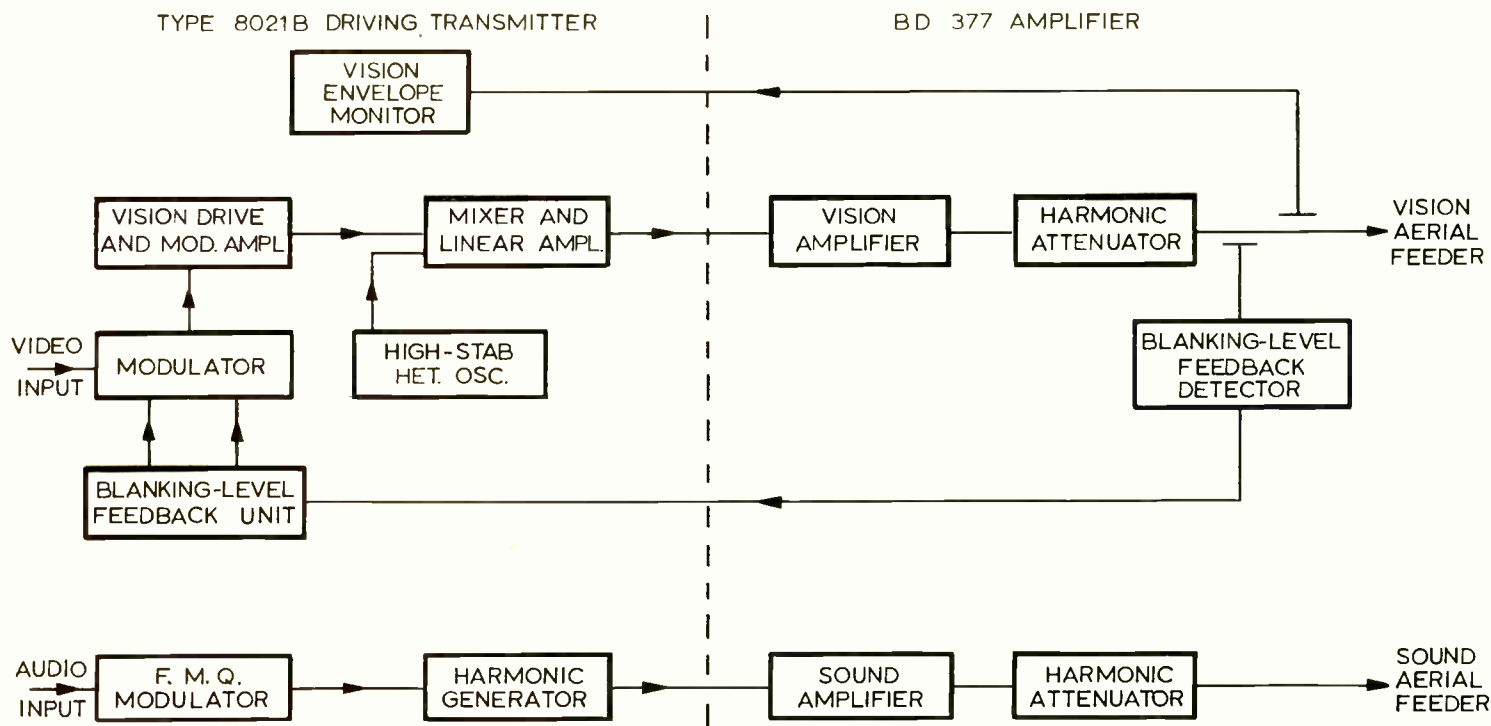 TYPE 8021B DRIVING TRANSMITTER
BD 377 AMPLIFIER
VISION
ENVELOPE
MONITOR
VISION DRIVE
AND MOD. AMPL.
MIXER AND
LINEAR AMPL.
VISION
AMPLIFIER
HARMONIC
ATTENUATOR
VISION
AERIAL
FEEDER
VIDEO
INPUT
MODULATOR
HIGH-STAB
HET. OSC.
BLANKING-LEVEL
FEEDBACK
DETECTOR
BLANKING-LEVEL
FEEDBACK UNIT
AUDIO
INPUT
F. M. Q.
MODULATOR
HARMONIC
GENERATOR
SOUND
AMPLIFIER
HARMONIC
ATTENUATOR
SOUND
AERIAL
FEEDER